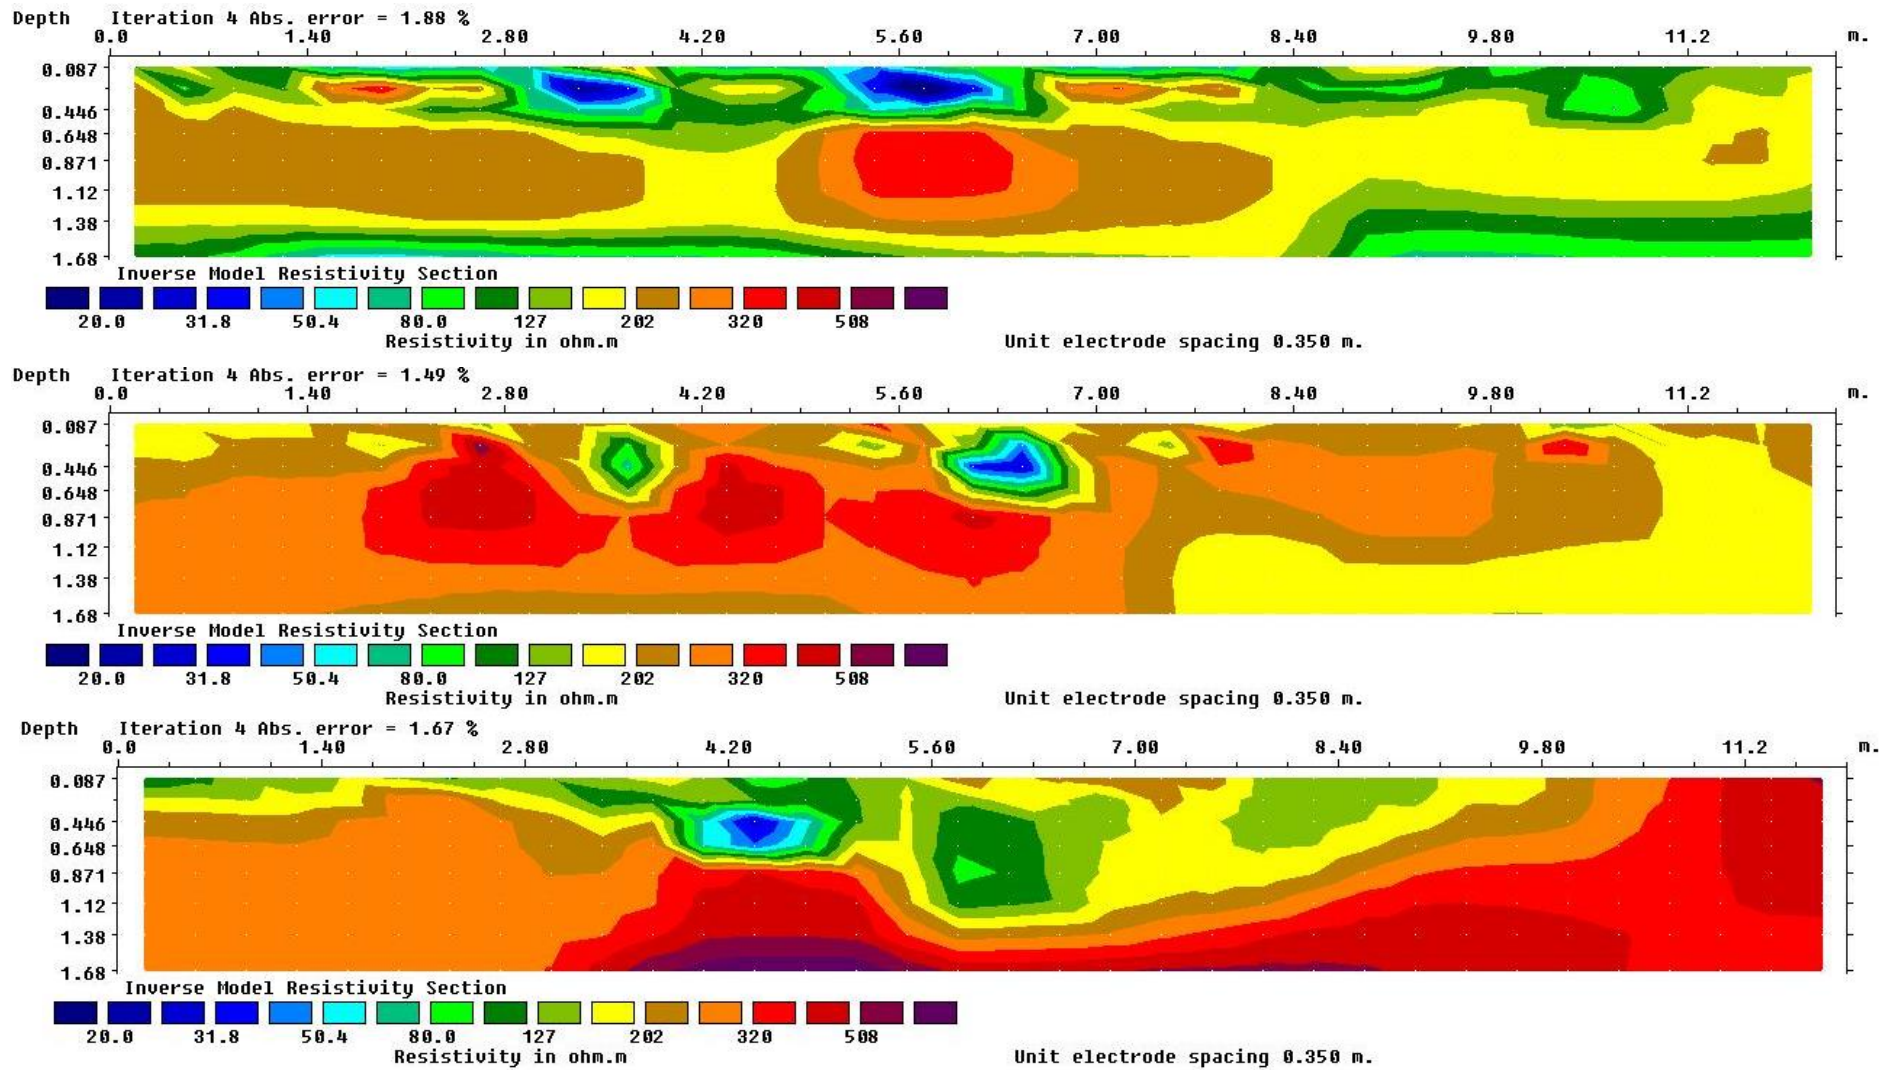 Depth Iteration 4 Abs. error = 1.88 %
0.0 1.40 2.80 4.20 5.60 7.00 8.40 9.80 11.2 m.
0.087
0.446
0.648
0.871
1.12
1.38
1.68
Inverse Model Resistivity Section
20.0 31.8 50.4 80.0 127 202 320 508
Resistivity in ohm.m Unit electrode spacing 0.350 m.
Depth Iteration 4 Abs. error = 1.49 %
0.0 1.40 2.80 4.20 5.60 7.00 8.40 9.80 11.2 m.
0.087
0.446
0.648
0.871
1.12
1.38
1.68
Inverse Model Resistivity Section
20.0 31.8 50.4 80.0 127 202 320 508
Resistivity in ohm.m Unit electrode spacing 0.350 m.
Depth Iteration 4 Abs. error = 1.67 %
0.0 1.40 2.80 4.20 5.60 7.00 8.40 9.80 11.2 m.
0.087
0.446
0.648
0.871
1.12
1.38
1.68
Inverse Model Resistivity Section
20.0 31.8 50.4 80.0 127 202 320 508
Resistivity in ohm.m Unit electrode spacing 0.350 m.